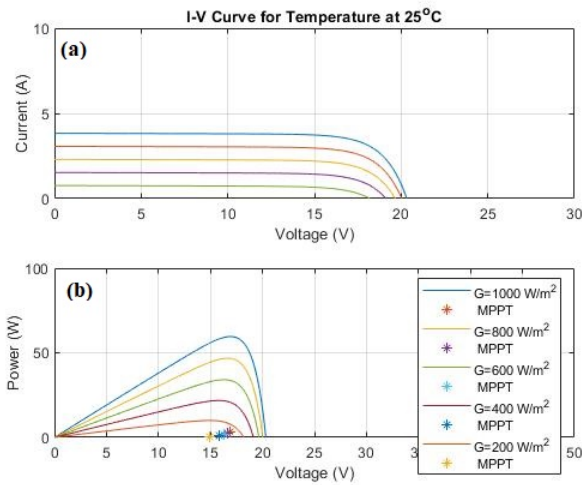 I-V Curve for Temperature at 25°C
(a)
10
5
0
Current (A)
0 5 10 15 20 25 30
Voltage (V)
(b)
100
50
0
Power (W)
0 5 10 15 20 25 30 35 50
Voltage (V)
G=1000 W/m²
MPPT
G=800 W/m²
MPPT
G=600 W/m²
MPPT
G=400 W/m²
MPPT
G=200 W/m²
MPPT